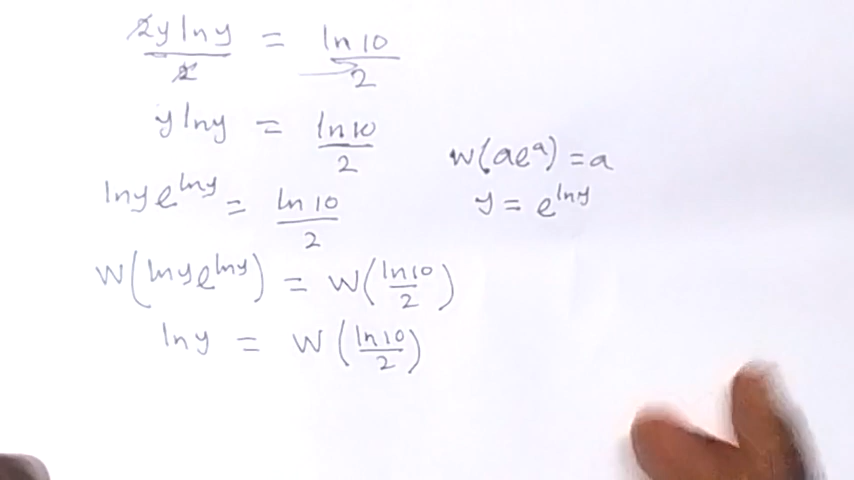 2y ln y / 2 = ln 10 / 2
y ln y = ln 10 / 2
ln y e^{ln y} = ln 10 / 2
W(ln y e^{ln y}) = W(ln 10 / 2)
ln y = W(ln 10 / 2)
W(ae^a) = a
y = e^{ln y}